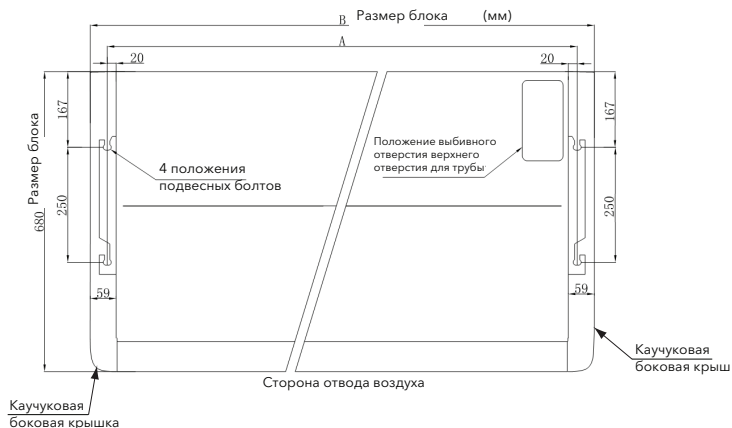 B Размер блока (мм)
A
20
20
167
167
Размер блока
680
250
250
4 положения
подвесных болтов
Положение выбивного
отверстия верхнего
отверстия для трубы
59
59
Каучуковая
боковая крыш
Сторона отвода воздуха
Каучуковая
боковая крышка